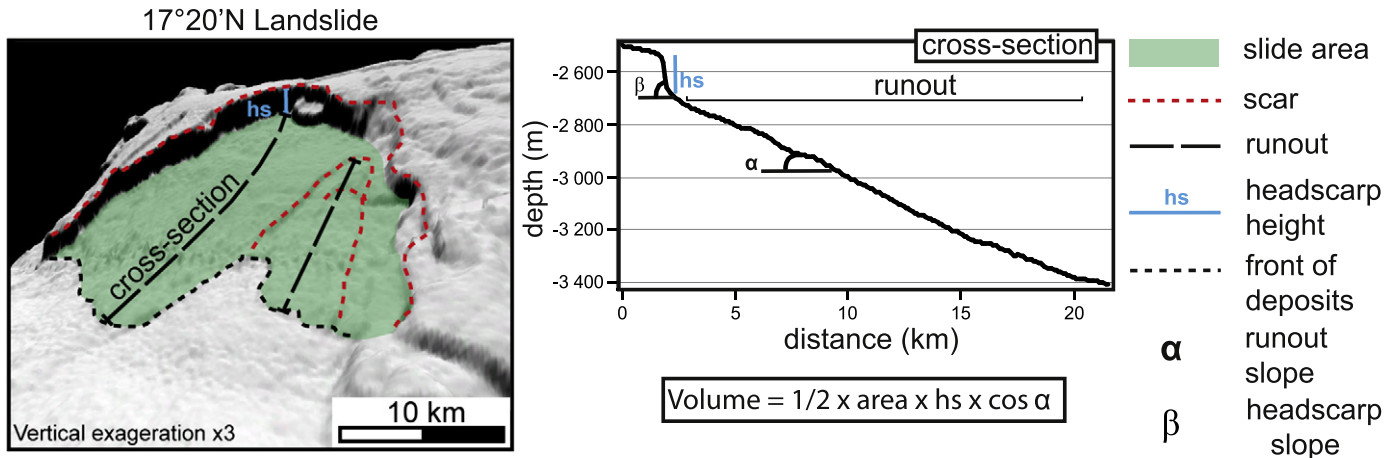 17°20’N Landslide
hs
cross-section
10 km
Vertical exageration x3
cross-section
-2 600
-2 800
-3 000
-3 200
-3 400
depth (m)
β
hs
runout
α
0
5
10
15
20
distance (km)
Volume = 1/2 x area x hs x cos α
slide area
scar
runout
hs
headscarp
height
front of
deposits
α
runout
slope
β
headscarp
slope